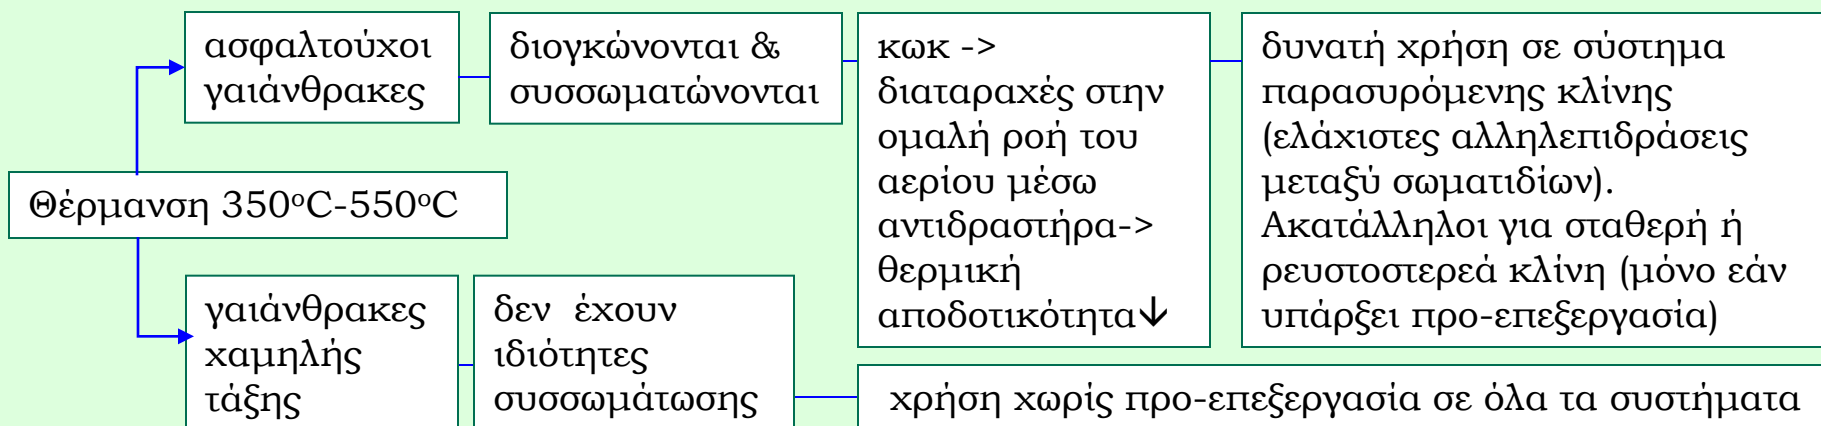 Θέρμανση 350οC-550οC
ασφαλτούχοι
γαιάνθρακες
διογκώνονται &
συσσωματώνονται
κωκ ->
διαταραχές στην
ομαλή ροή του
αερίου μέσω
αντιδραστήρα->
θερμική
αποδοτικότητα↓
δυνατή χρήση σε σύστημα
παρασυρόμενης κλίνης
(ελάχιστες αλληλεπιδράσεις
μεταξύ σωματιδίων).
Ακατάλληλοι για σταθερή ή
ρευστοστερεά κλίνη (μόνο εάν
υπάρξει προ-επεξεργασία)
γαιάνθρακες
χαμηλής
τάξης
δεν έχουν
ιδιότητες
συσσωμάτωσης
χρήση χωρίς προ-επεξεργασία σε όλα τα συστήματα